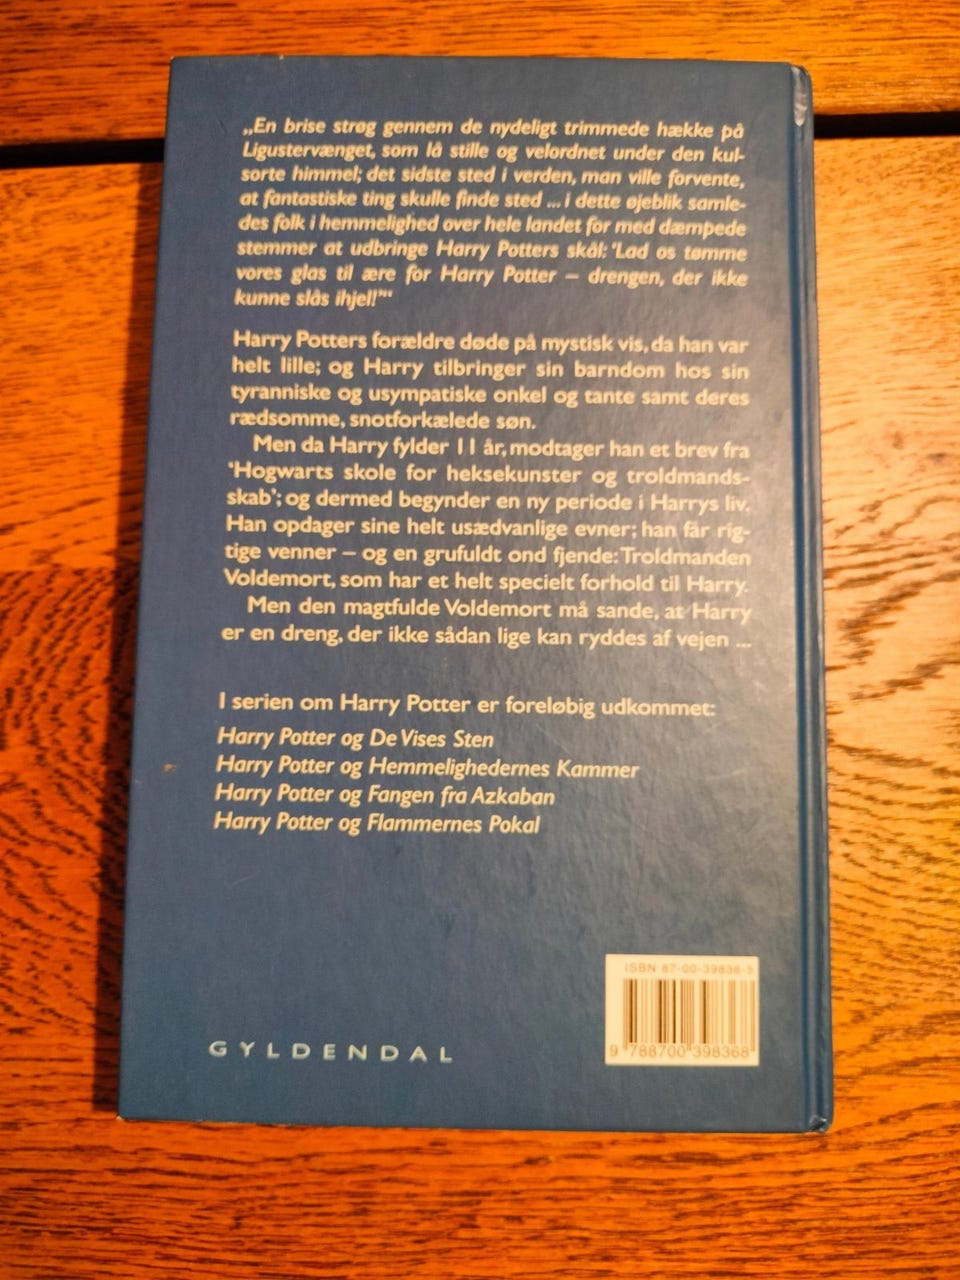 „En brise strøg gennem de nydeligt trimmede hække på
Ligustervænget, som lå stille og velordnet under den kul-
sorte himmel; det sidste sted i verden, man ville forvente,
at fantastiske ting skulle finde sted ... i dette øjeblik samle-
des folk i hemmelighed over hele landet for med dæmpede
stemmer at udbringe Harry Potters skål: 'Lad os tømme
vores glas til ære for Harry Potter – drengen, der ikke
kunne slås ihjel!'“
Harry Potters forældre døde på mystisk vis, da han var
helt lille; og Harry tilbringer sin barndom hos sin
tyranniske og usympatiske onkel og tante samt deres
rædsomme, snotforkælede søn.
Men da Harry fylder 11 år, modtager han et brev fra
'Hogwarts skole for heksekunster og troldmands-
skab'; og dermed begynder en ny periode i Harrys liv.
Han opdager sine helt usædvanlige evner; han får rig-
tige venner – og en grufuldt ond fjende: Troldmanden
Voldemort, som har et helt specielt forhold til Harry.
Men den magtfulde Voldemort må sande, at Harry
er en dreng, der ikke sådan lige kan ryddes af vejen ...
I serien om Harry Potter er foreløbig udkommet:
Harry Potter og De Vises Sten
Harry Potter og Hemmelighedernes Kammer
Harry Potter og Fangen fra Azkaban
Harry Potter og Flammernes Pokal
ISBN 87-00-39836-5
9 788700 398368
GYLDENDAL